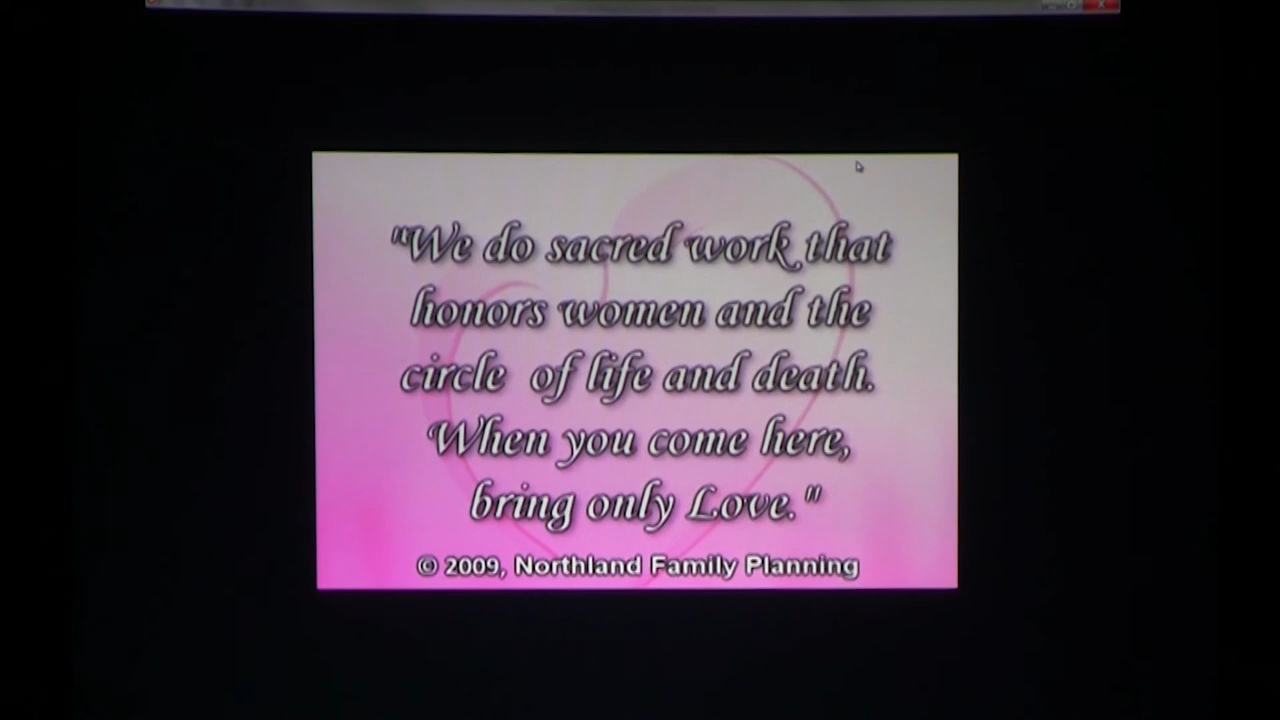 "We do sacred work that
honors women and the
circle of life and death.
When you come here,
bring only Love."
© 2009, Northland Family Planning